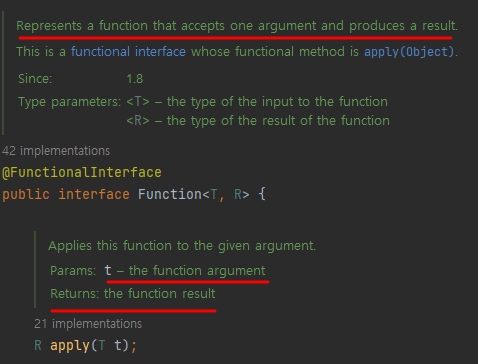 Represents a function that accepts one argument and produces a result.
This is a functional interface whose functional method is apply(Object).
Since: 1.8
Type parameters: <T> – the type of the input to the function
<R> – the type of the result of the function
42 implementations
@FunctionalInterface
public interface Function<T, R> {
Applies this function to the given argument.
Params: t – the function argument
Returns: the function result
21 implementations
R apply(T t);